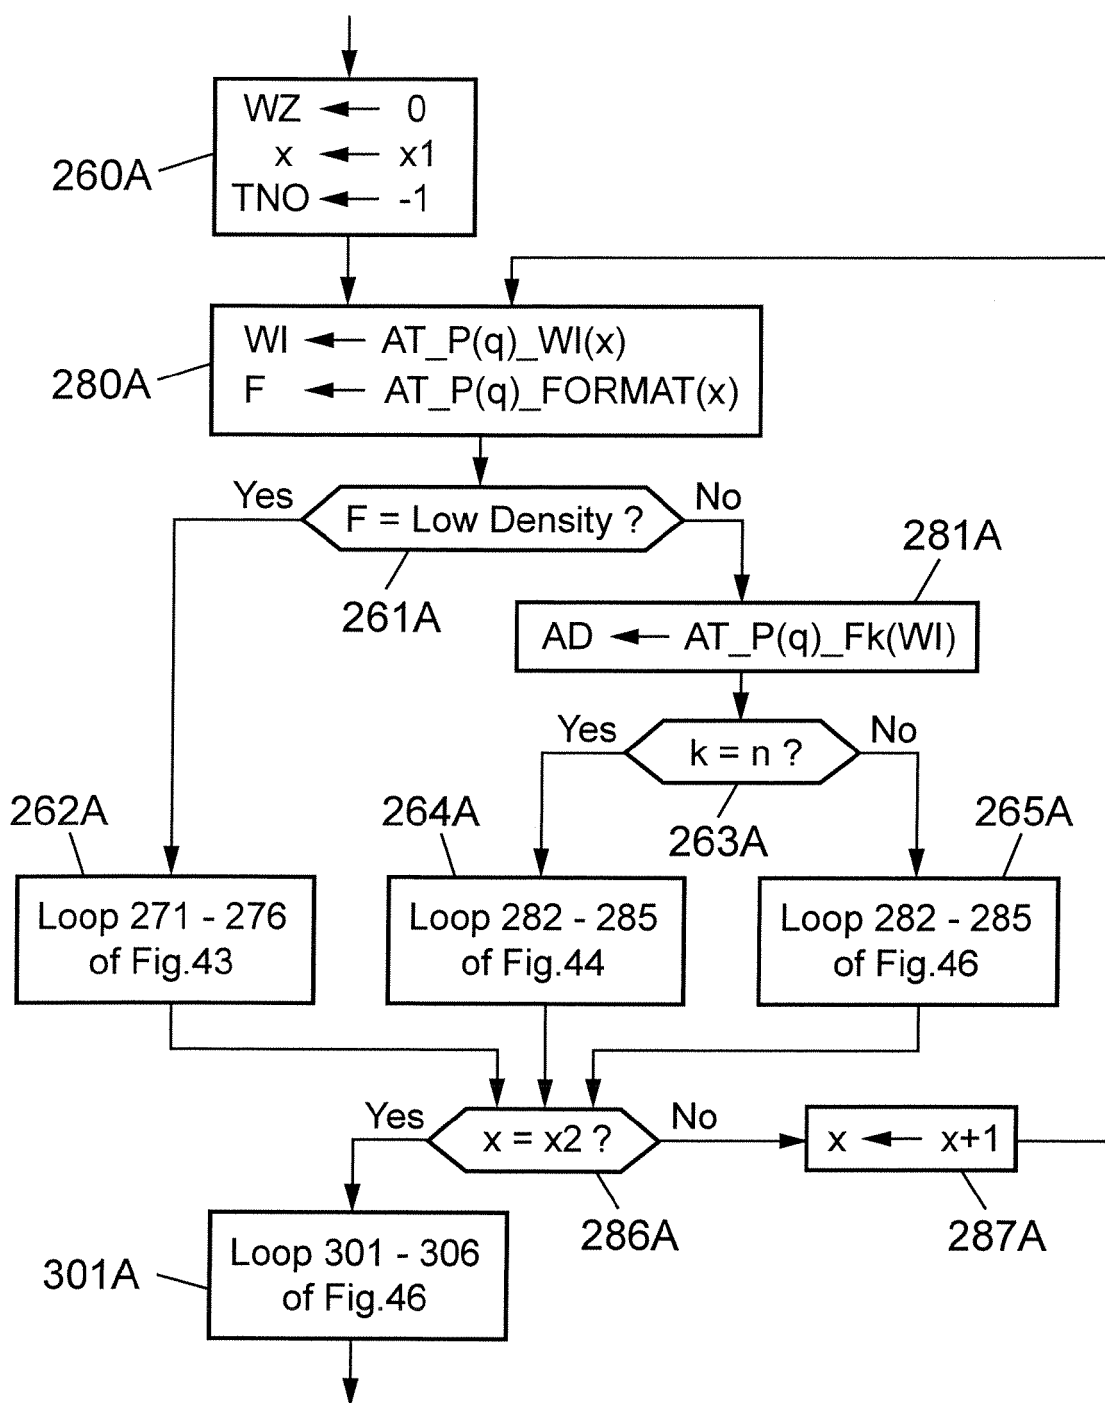 WZ ← 0
x ← x1
260A
TNO ← -1
WI ← AT_P(q)_WI(x)
280A
F ← AT_P(q)_FORMAT(x)
Yes
No
F = Low Density ?
281A
261A
AD ← AT_P(q)_Fk(WI)
Yes
No
k = n ?
262A
264A
263A
265A
Loop 271 - 276
of Fig.43
Loop 282 - 285
of Fig.44
Loop 282 - 285
of Fig.46
Yes
No
x = x2 ?
x ← x+1
286A
287A
301A
Loop 301 - 306
of Fig.46